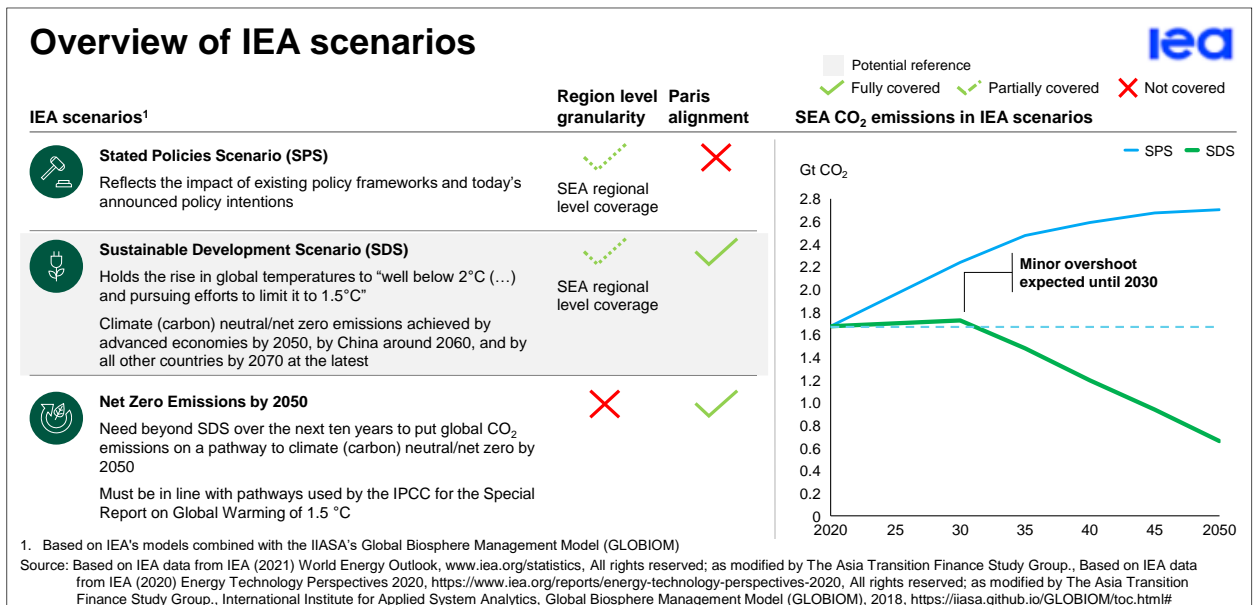 Overview of IEA scenarios
iea
Potential reference
Fully covered
Partially covered
Not covered
IEA scenarios1
Region level
granularity
Paris
alignment
SEA CO2 emissions in IEA scenarios
Stated Policies Scenario (SPS)
Reflects the impact of existing policy frameworks and today's
announced policy intentions
SEA regional
level coverage
Sustainable Development Scenario (SDS)
Holds the rise in global temperatures to “well below 2°C (…)
and pursuing efforts to limit it to 1.5°C”
Climate (carbon) neutral/net zero emissions achieved by
advanced economies by 2050, by China around 2060, and by
all other countries by 2070 at the latest
SEA regional
level coverage
Net Zero Emissions by 2050
Need beyond SDS over the next ten years to put global CO2
emissions on a pathway to climate (carbon) neutral/net zero by
2050
Must be in line with pathways used by the IPCC for the Special
Report on Global Warming of 1.5 °C
SPS
SDS
Gt CO2
2.8
2.6
2.4
2.2
2.0
1.8
1.6
1.4
1.2
1.0
0.8
0.6
0.4
0.2
0
Minor overshoot
expected until 2030
2020 25 30 35 40 45 2050
1. Based on IEA's models combined with the IIASA's Global Biosphere Management Model (GLOBIOM)
Source: Based on IEA data from IEA (2021) World Energy Outlook, www.iea.org/statistics, All rights reserved; as modified by The Asia Transition Finance Study Group., Based on IEA data
from IEA (2020) Energy Technology Perspectives 2020, https://www.iea.org/reports/energy-technology-perspectives-2020, All rights reserved; as modified by The Asia Transition
Finance Study Group., International Institute for Applied System Analytics, Global Biosphere Management Model (GLOBIOM), 2018, https://iiasa.github.io/GLOBIOM/toc.html#